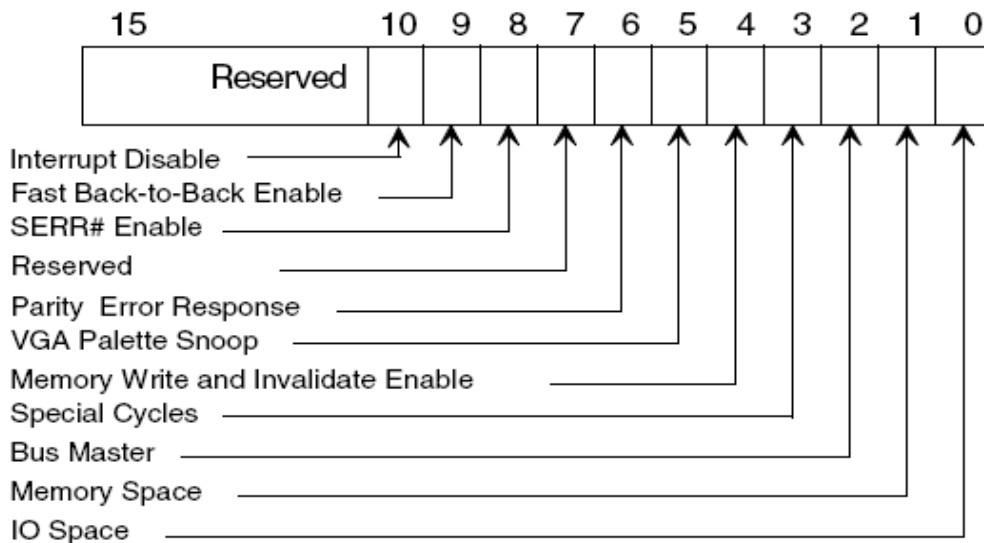 15 10 9 8 7 6 5 4 3 2 1 0
Reserved
Interrupt Disable
Fast Back-to-Back Enable
SERR# Enable
Reserved
Parity Error Response
VGA Palette Snoop
Memory Write and Invalidate Enable
Special Cycles
Bus Master
Memory Space
IO Space